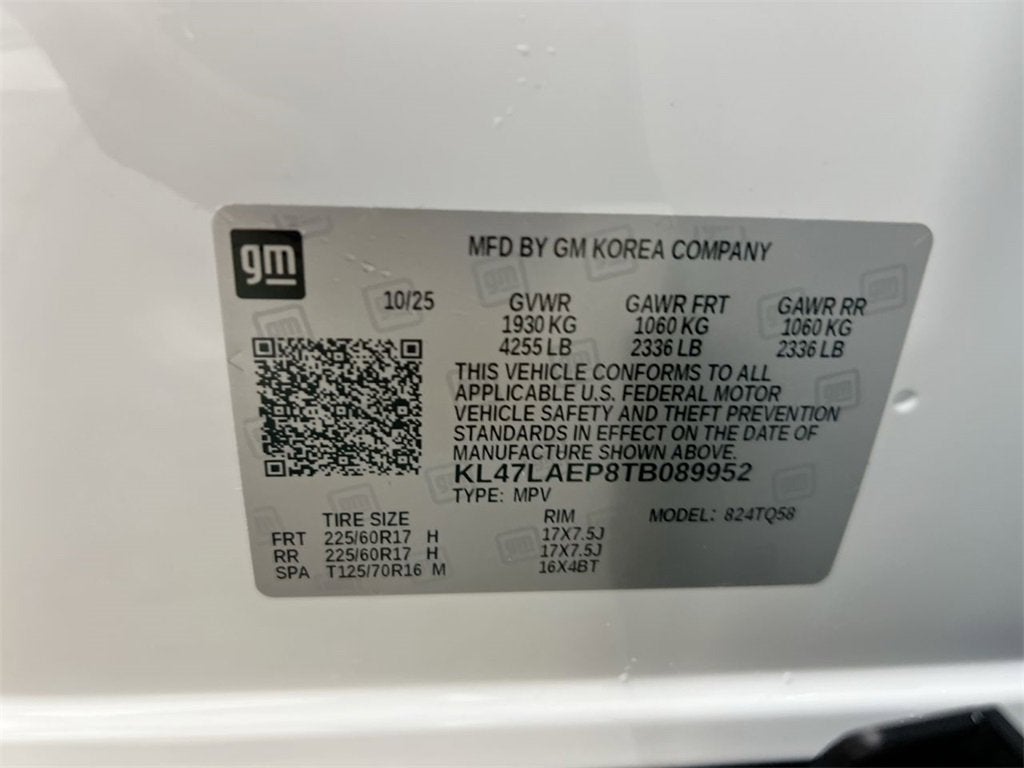 gm
MFD BY GM KOREA COMPANY
10/25 GVWR GAWR FRT GAWR RR
1930 KG 1060 KG 1060 KG
4255 LB 2336 LB 2336 LB
THIS VEHICLE CONFORMS TO ALL
APPLICABLE U.S. FEDERAL MOTOR
VEHICLE SAFETY AND THEFT PREVENTION
STANDARDS IN EFFECT ON THE DATE OF
MANUFACTURE SHOWN ABOVE.
KL47LAEP8TB089952
TYPE: MPV
TIRE SIZE RIM MODEL: 824TQ58
FRT 225/60R17 H 17X7.5J
RR 225/60R17 H 17X7.5J
SPA T125/70R16 M 16X4BT